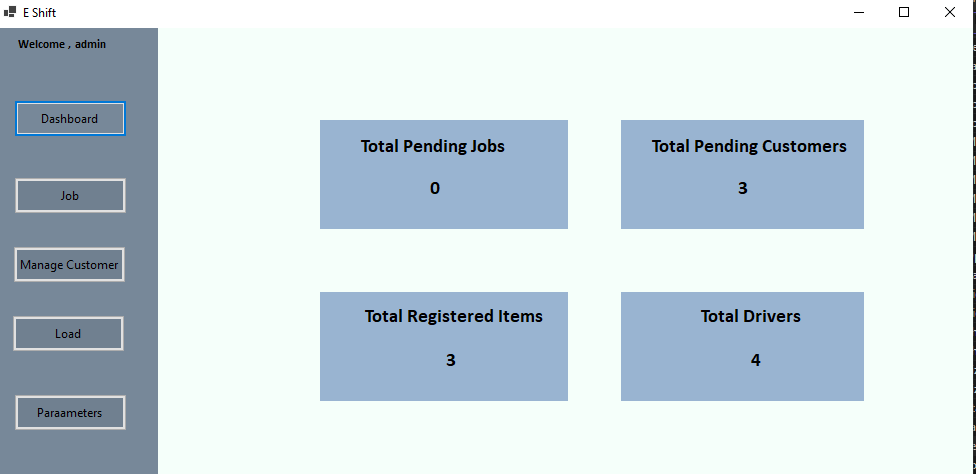 E Shift
Welcome , admin
Dashboard
Job
Manage Customer
Load
Paraameters
Total Pending Jobs
0
Total Pending Customers
3
Total Registered Items
3
Total Drivers
4